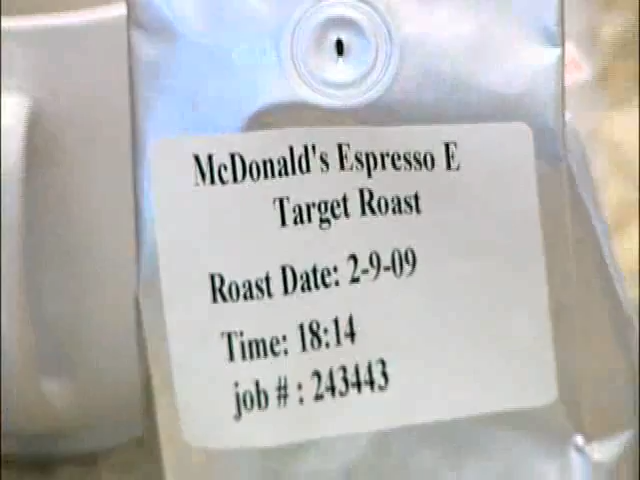 McDonald's Espresso E
Target Roast
Roast Date: 2-9-09
Time: 18:14
job # : 243443